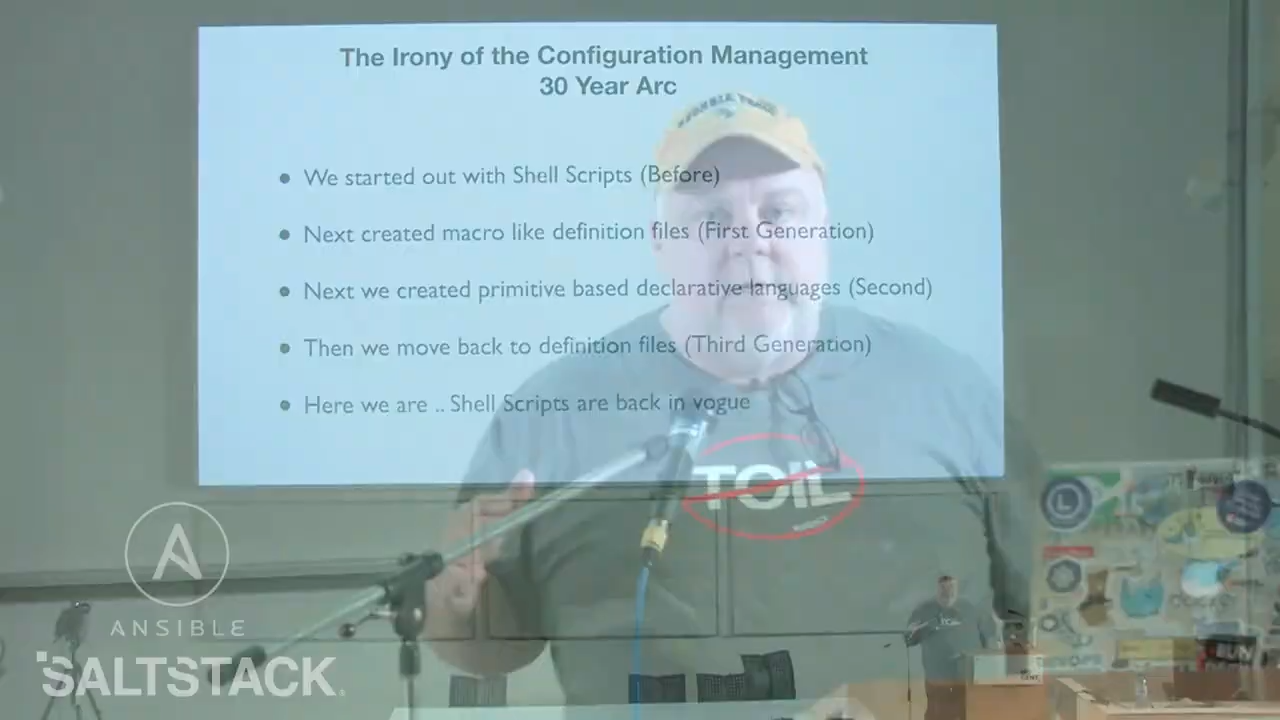 The Irony of the Configuration Management
30 Year Arc
• We started out with Shell Scripts (Before)
• Next created macro like definition files (First Generation)
• Next we created primitive based declarative languages (Second)
• Then we move back to definition files (Third Generation)
• Here we are .. Shell Scripts are back in vogue
TOIL
ANSIBLE
SALTSTACK.